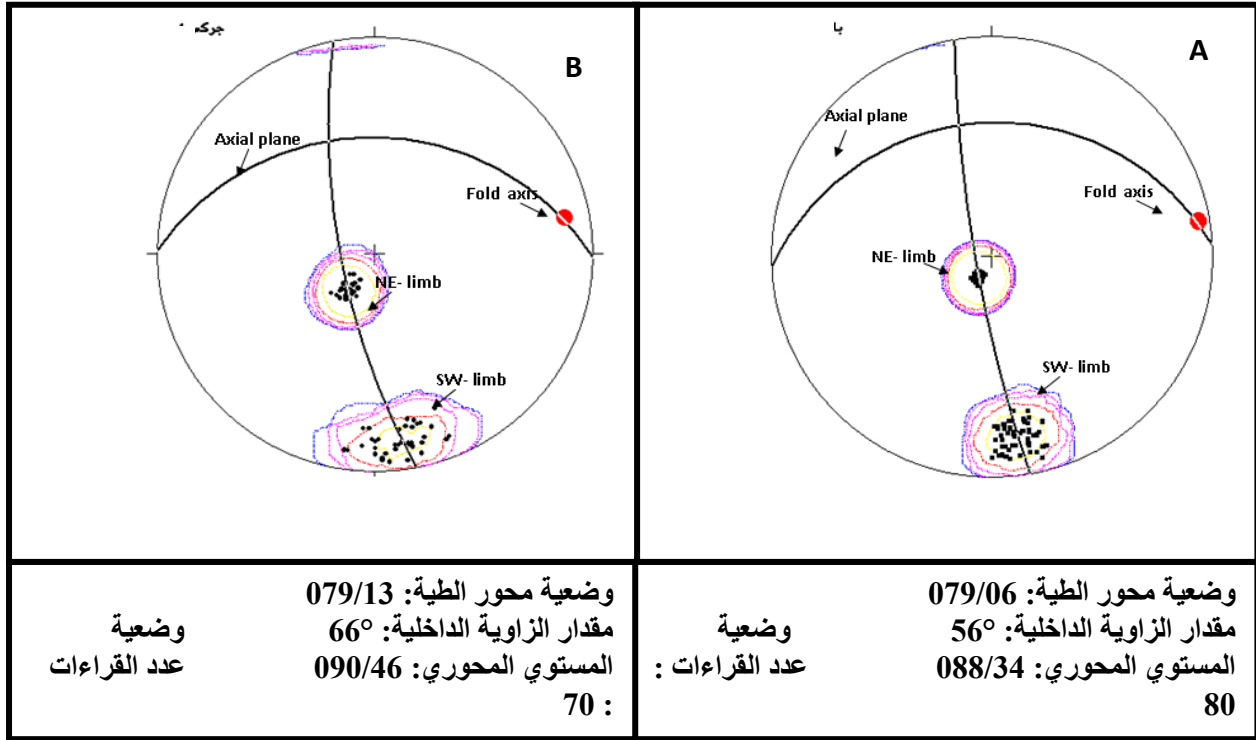 با
A
Axial plane
Fold axis
NE- limb
SW- limb
B
Axial plane
Fold axis
NE- limb
SW- limb
وضعية محور الطية: 079/06
مقدار الزاوية الداخلية: 56° وضعية
المستوي المحوري: 088/34 عدد القراءات :
80
وضعية محور الطية: 079/13
مقدار الزاوية الداخلية: 66° وضعية
المستوي المحوري: 090/46 عدد القراءات
: 70